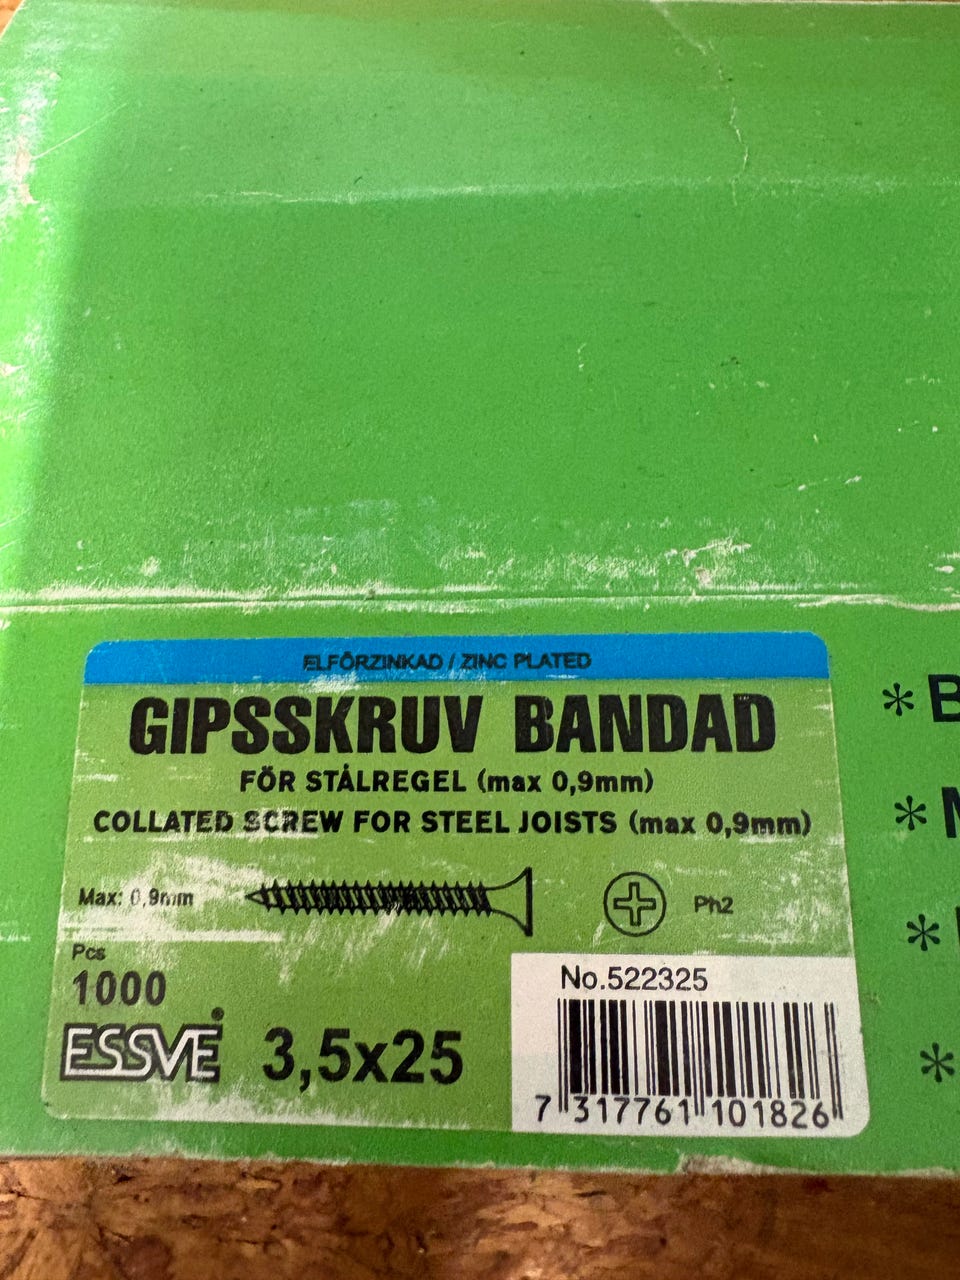 ELFÖRZINKAD / ZINC PLATED
GIPSSKRUV BANDAD
FÖR STÅLREGEL (max 0,9mm)
COLLATED SCREW FOR STEEL JOISTS (max 0,9mm)
Max: 0,9mm
Ph2
Pcs
1000
ESSVE®
3,5x25
No.522325
7 317761 101826
* B
*
*
*